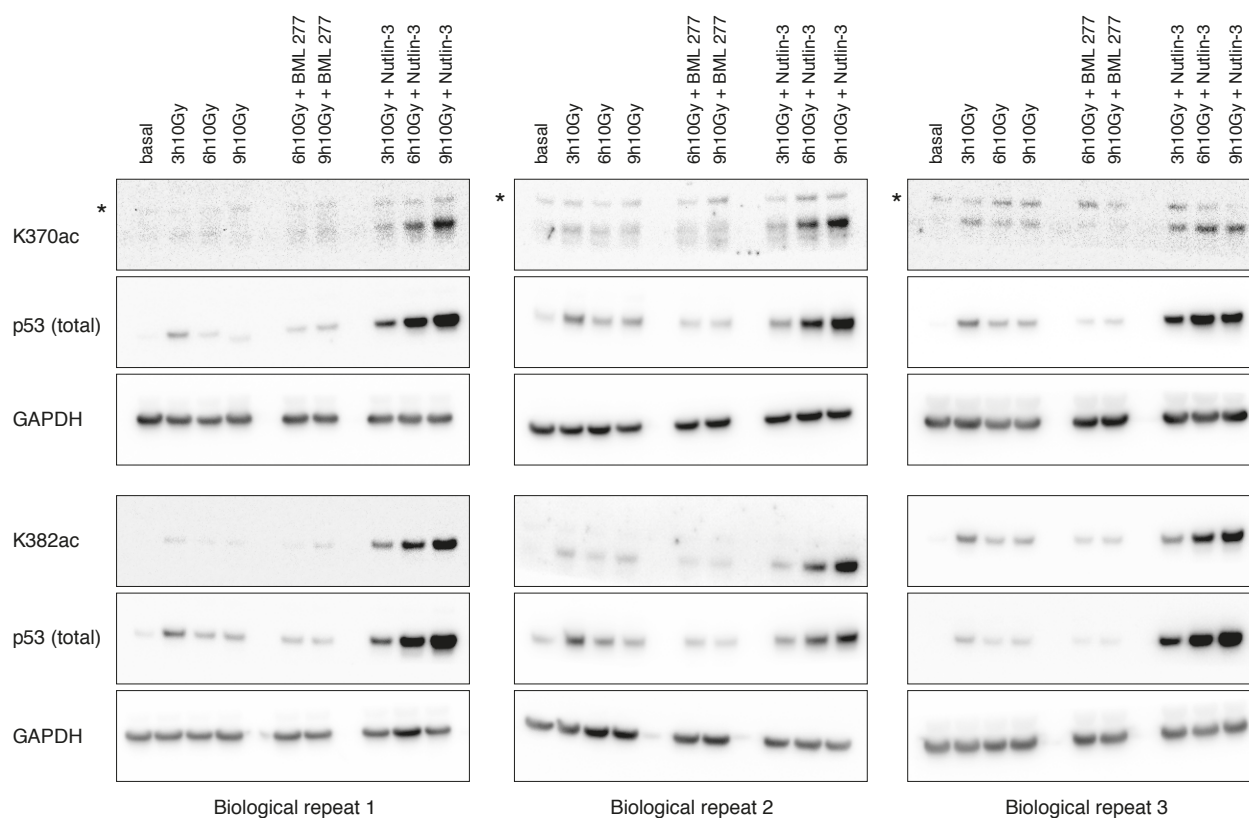 basal
3h10Gy
6h10Gy
9h10Gy
6h10Gy + BML 277
9h10Gy + BML 277
3h10Gy + Nutlin-3
6h10Gy + Nutlin-3
9h10Gy + Nutlin-3
basal
3h10Gy
6h10Gy
9h10Gy
6h10Gy + BML 277
9h10Gy + BML 277
3h10Gy + Nutlin-3
6h10Gy + Nutlin-3
9h10Gy + Nutlin-3
basal
3h10Gy
6h10Gy
9h10Gy
6h10Gy + BML 277
9h10Gy + BML 277
3h10Gy + Nutlin-3
6h10Gy + Nutlin-3
9h10Gy + Nutlin-3
* * *
K370ac
p53 (total)
GAPDH
K382ac
p53 (total)
GAPDH
Biological repeat 1
Biological repeat 2
Biological repeat 3